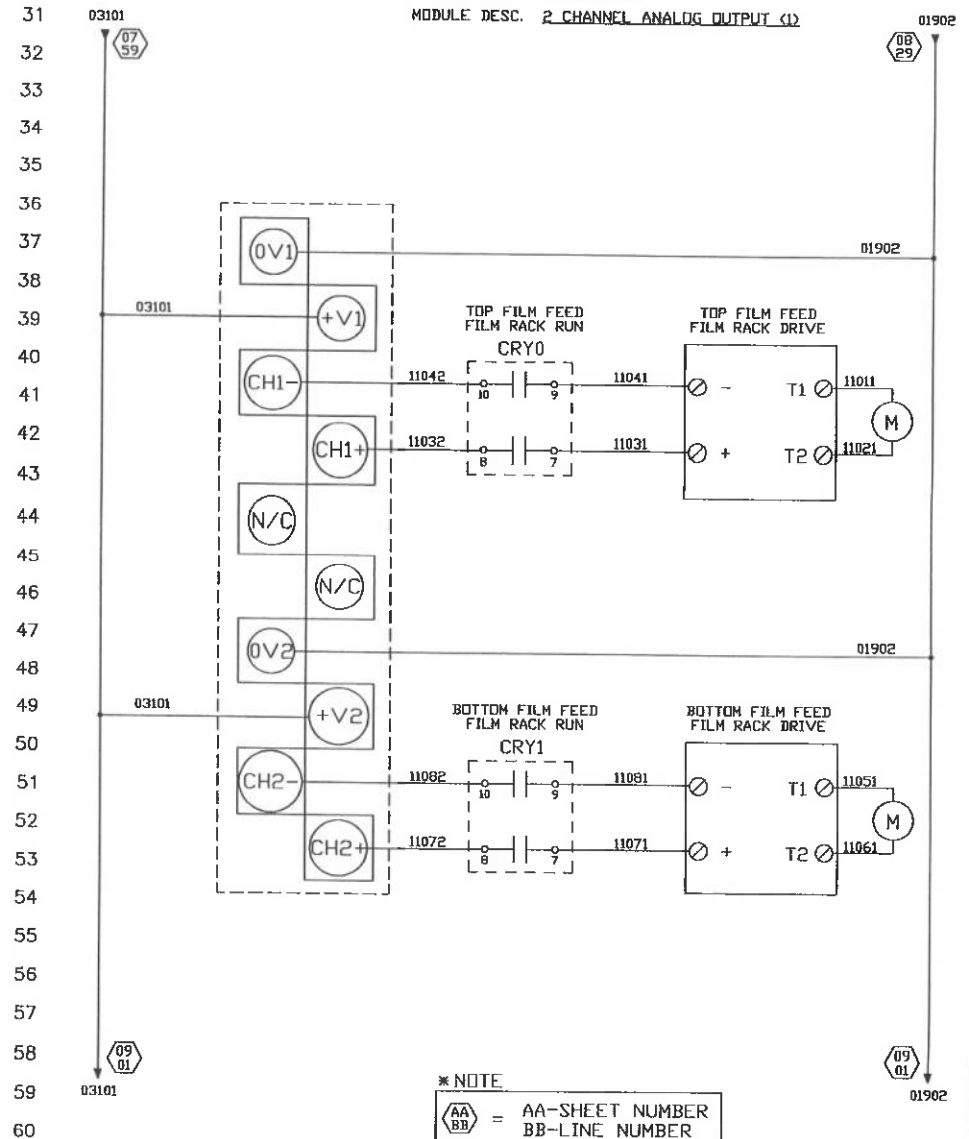 31 03101 MODULE DESC. 2 CHANNEL ANALOG OUTPUT (1) 01902
07
59
08
29
32
33
34
35
36
37 0V1 01902
38
39 03101 +V1
TOP FILM FEED
FILM RACK RUN
CRY0
TOP FILM FEED
FILM RACK DRIVE
40
41 CH1- 11042 10 9 11041 - T1 11011
M
42
CH1+ 11032 8 7 11031 + T2 11021
43
44 N/C
45
46 N/C
47
0V2 01902
48
49 03101 +V2
BOTTOM FILM FEED
FILM RACK RUN
CRY1
BOTTOM FILM FEED
FILM RACK DRIVE
50
51 CH2- 11082 10 9 11081 - T1 11051
52 M
53 CH2+ 11072 8 7 11071 + T2 11061
54
55
56
57
58
09
01
09
01
59 03101 01902
* NOTE
AA
BB
= AA-SHEET NUMBER
BB-LINE NUMBER
60